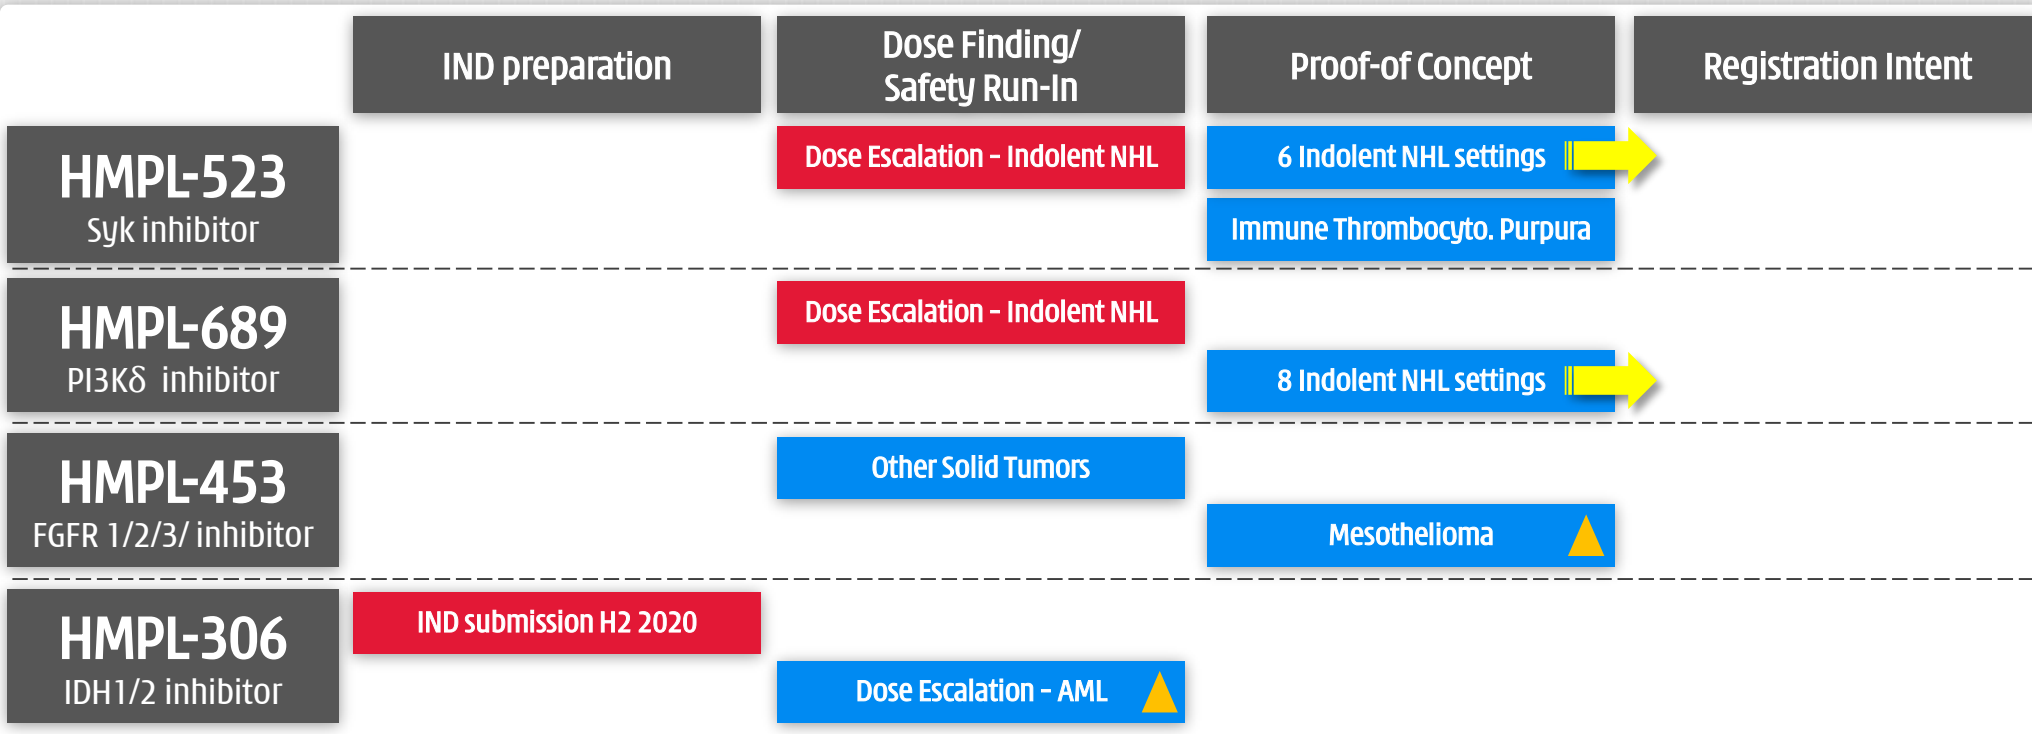 IND preparation
Dose Finding/
Safety Run-In
Proof-of Concept
Registration Intent
HMPL-523
Syk inhibitor
Dose Escalation – Indolent NHL
6 Indolent NHL settings
Immune Thrombocyto. Purpura
HMPL-689
PI3Kδ inhibitor
Dose Escalation – Indolent NHL
8 Indolent NHL settings
HMPL-453
FGFR 1/2/3/ inhibitor
Other Solid Tumors
Mesothelioma
HMPL-306
IDH1/2 inhibitor
IND submission H2 2020
Dose Escalation – AML